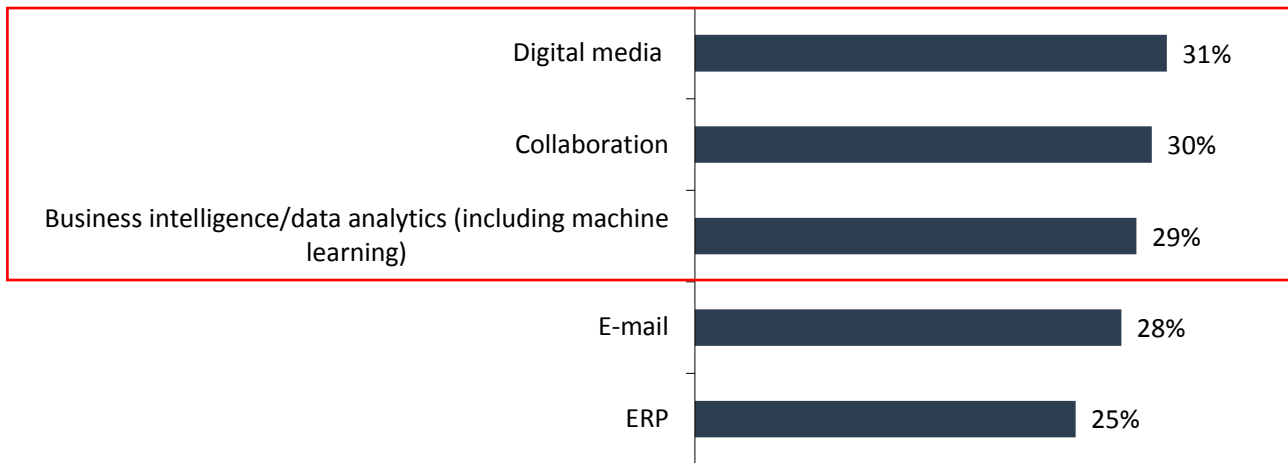 Digital media 31%
Collaboration 30%
Business intelligence/data analytics (including machine
learning) 29%
E-mail 28%
ERP 25%